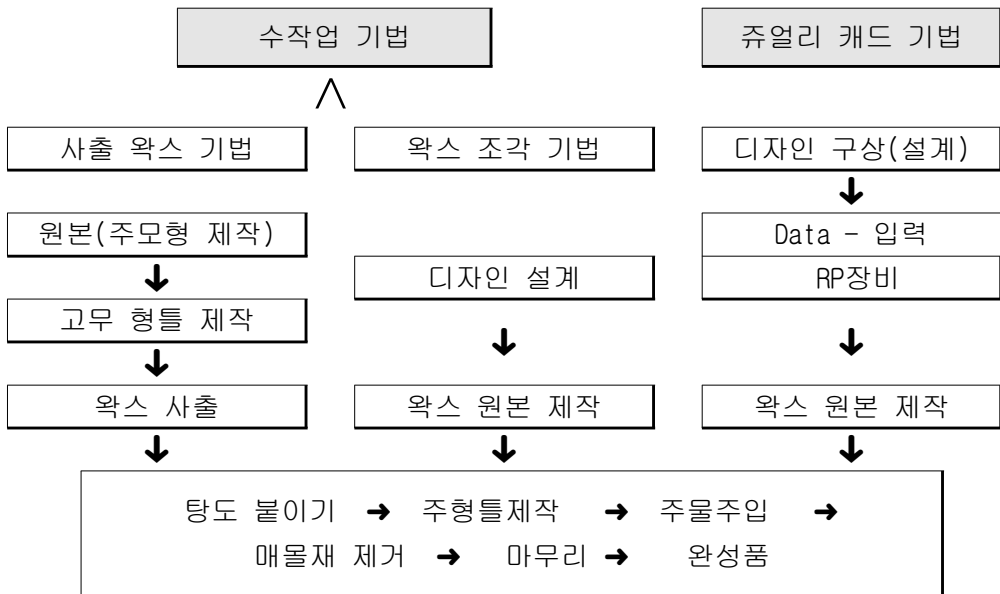 수작업 기법
쥬얼리 캐드 기법
사출 왁스 기법
왁스 조각 기법
디자인 구상(설계)
원본(주모형 제작)
Data - 입력
디자인 설계
RP장비
고무 형틀 제작
왁스 사출
왁스 원본 제작
왁스 원본 제작
탕도 붙이기 ➜ 주형틀제작 ➜ 주물주입 ➜
매몰재 제거 ➜ 마무리 ➜ 완성품